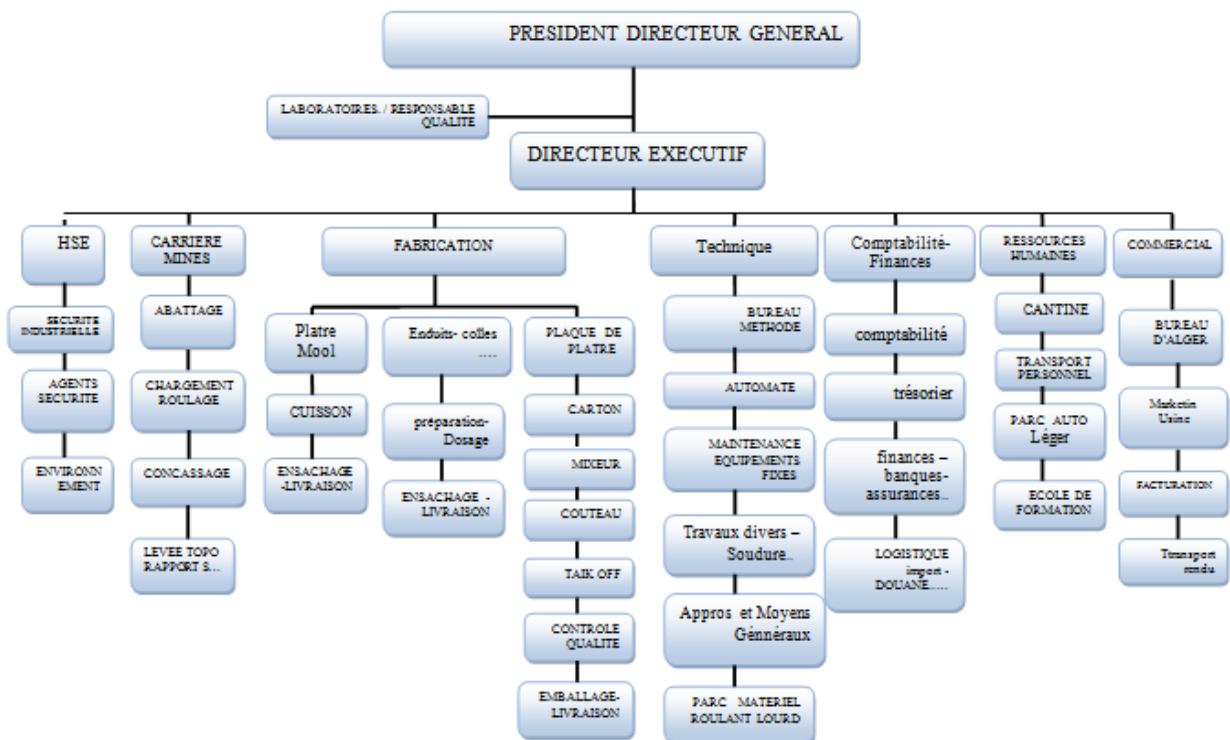 PRESIDENT DIRECTEUR GENERAL
LABORATOIRES. / RESPONSABLE
QUALITE
DIRECTEUR EXECUTIF
HSE
SECURITE
INDUSTRIELLE
AGENTS
SECURITE
ENVIRONN
EMENT
CARRIERE
MINES
ABATTAGE
CHARGEMENT
ROULAGE
CONCASSAGE
LEVEE TOPO
RAPPORT S...
FABRICATION
Platre
Mool
CUISSON
ENSACHAGE
-LIVRAISON
Enduits- colles
.....
préparation-
Dosage
ENSACHAGE -
LIVRAISON
PLAQUE DE
PLATRE
CARTON
MIXEUR
COUTEAU
TAIK OFF
CONTROLE
QUALITE
EMBALLAGE-
LIVRAISON
Technique
BUREAU
METHODE
AUTOMATE
MAINTENANCE
EQUIPEMENTS
FIXES
Travaux divers –
Soudure..
Appros et Moyens
Génnéraux
PARC MATERIEL
ROULANT LOURD
Comptabilité-
Finances
comptabilité
trésorier
finances –
banques-
assurances..
LOGISTIQUE
import -
DOUANE.....
RESSOURCES
HUMAINES
CANTINE
TRANSPORT
PERSONNEL
PARC AUTO
Léger
ECOLE DE
FORMATION
COMMERCIAL
BUREAU
D'ALGER
Marketin
Usine
FACTURATION
Ttransport
rendu